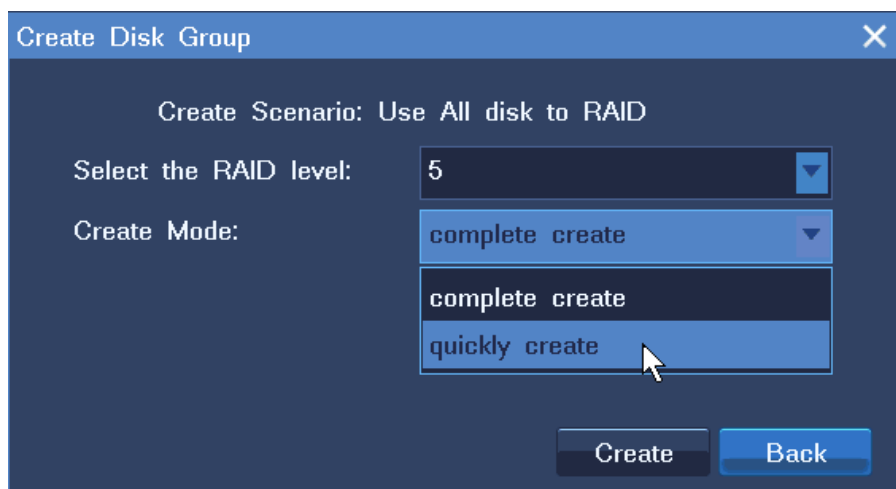 Create Disk Group
Create Scenario: Use All disk to RAID
Select the RAID level: 5
Create Mode: complete create
complete create
quickly create
Create Back